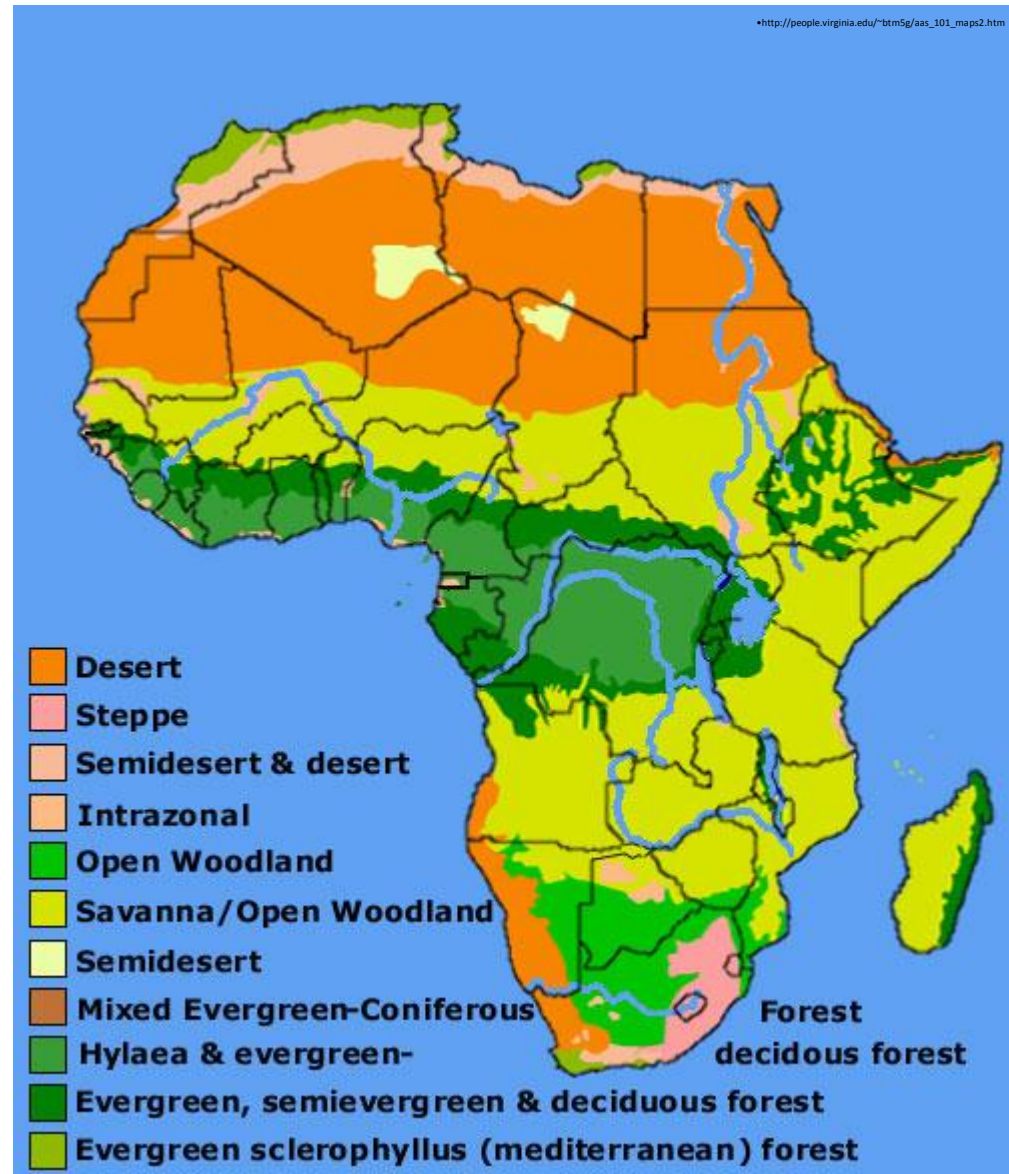 •http://people.virginia.edu/~btm5g/aas_101_maps2.htm
Desert
Steppe
Semidesert & desert
Intrazonal
Open Woodland
Savanna/Open Woodland
Semidesert
Mixed Evergreen-Coniferous Forest
Hylaea & evergreen- decidous forest
Evergreen, semievergreen & deciduous forest
Evergreen sclerophyllus (mediterranean) forest